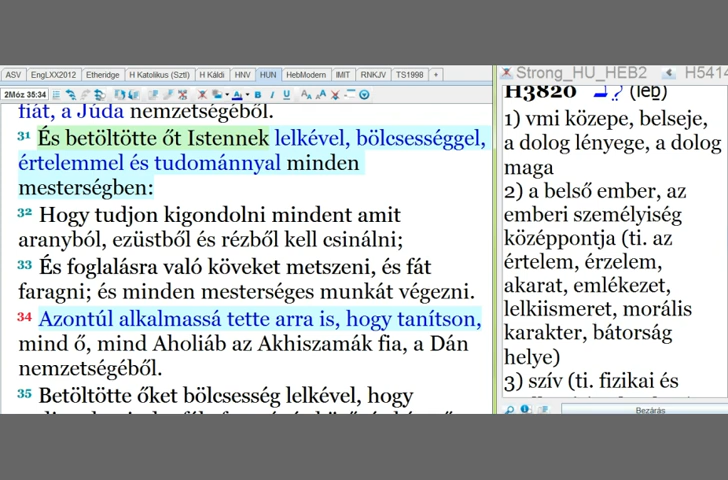 ASV EngLXX2012 Etheridge H Katolikus (SztI) H Káldi HNV HUN HebModern IMIT RNKJV TS1998 +
2Móz 35:34
B I U
fiát, a Júda nemzetségéből.
31 És betöltötte őt Istennek lelkével, bölcsességgel,
értelemmel és tudománnyal minden
mesterségben:
32 Hogy tudjon kigondolni mindent amit
aranyból, ezüstből és rézből kell csinálni;
33 És foglalásra való köveket metszeni, és fát
faragni; és minden mesterséges munkát végezni.
34 Azontúl alkalmassá tette arra is, hogy tanítson,
mind ő, mind Aholiáb az Akhiszamák fia, a Dán
nemzetségéből.
35 Betöltötte őket bölcsesség lelkével, hogy
Strong_HU_HEB2 H5414
H3820 (leḇ)
1) vmi közepe, belseje,
a dolog lényege, a dolog
maga
2) a belső ember, az
emberi személyiség
középpontja (ti. az
értelem, érzelem,
akarat, emlékezet,
lelkiismeret, morális
karakter, bátorság
helye)
3) szív (ti. fizikai és
Bezárás